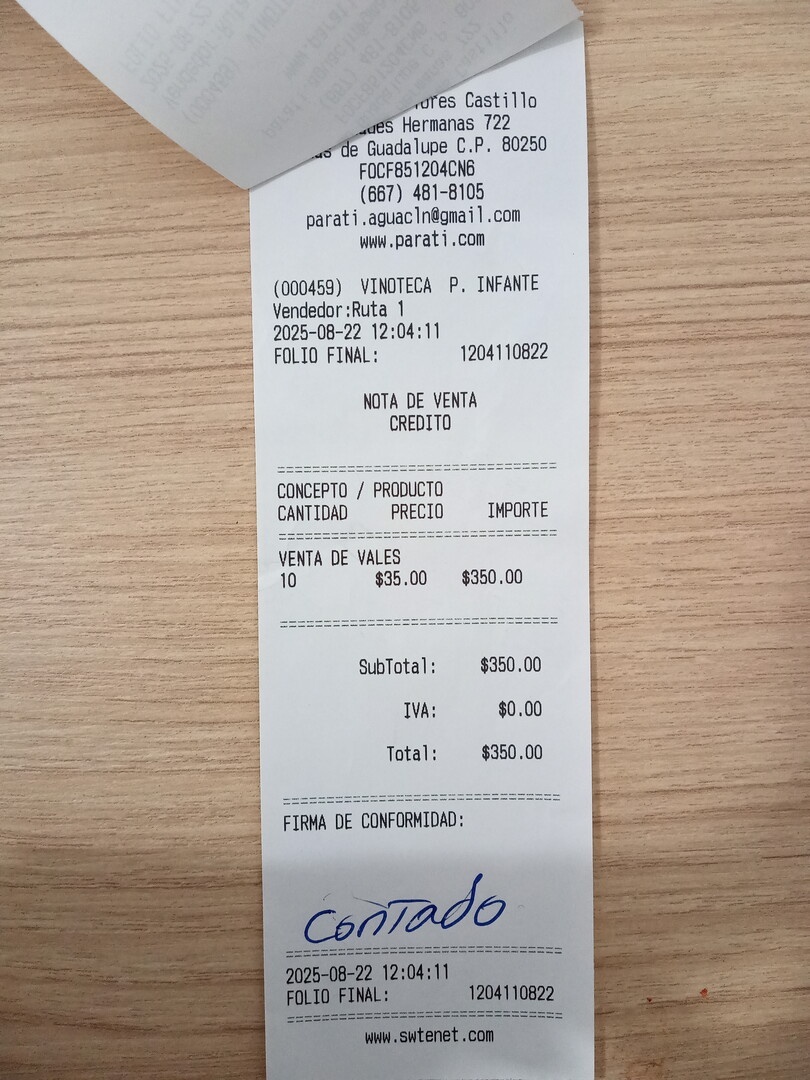 Castillo
Hermanas 722
de Guadalupe C.P. 80250
FOCF851204CN6
(667) 481-8105
parati.aguacln@gmail.com
www.parati.com
(000459) VINOTECA P. INFANTE
Vendedor:Ruta 1
2025-08-22 12:04:11
FOLIO FINAL: 1204110822
NOTA DE VENTA
CREDITO
CONCEPTO / PRODUCTO
CANTIDAD PRECIO IMPORTE
VENTA DE VALES
10 $35.00 $350.00
SubTotal: $350.00
IVA: $0.00
Total: $350.00
FIRMA DE CONFORMIDAD:
Contado
2025-08-22 12:04:11
FOLIO FINAL: 1204110822
www.swtenet.com